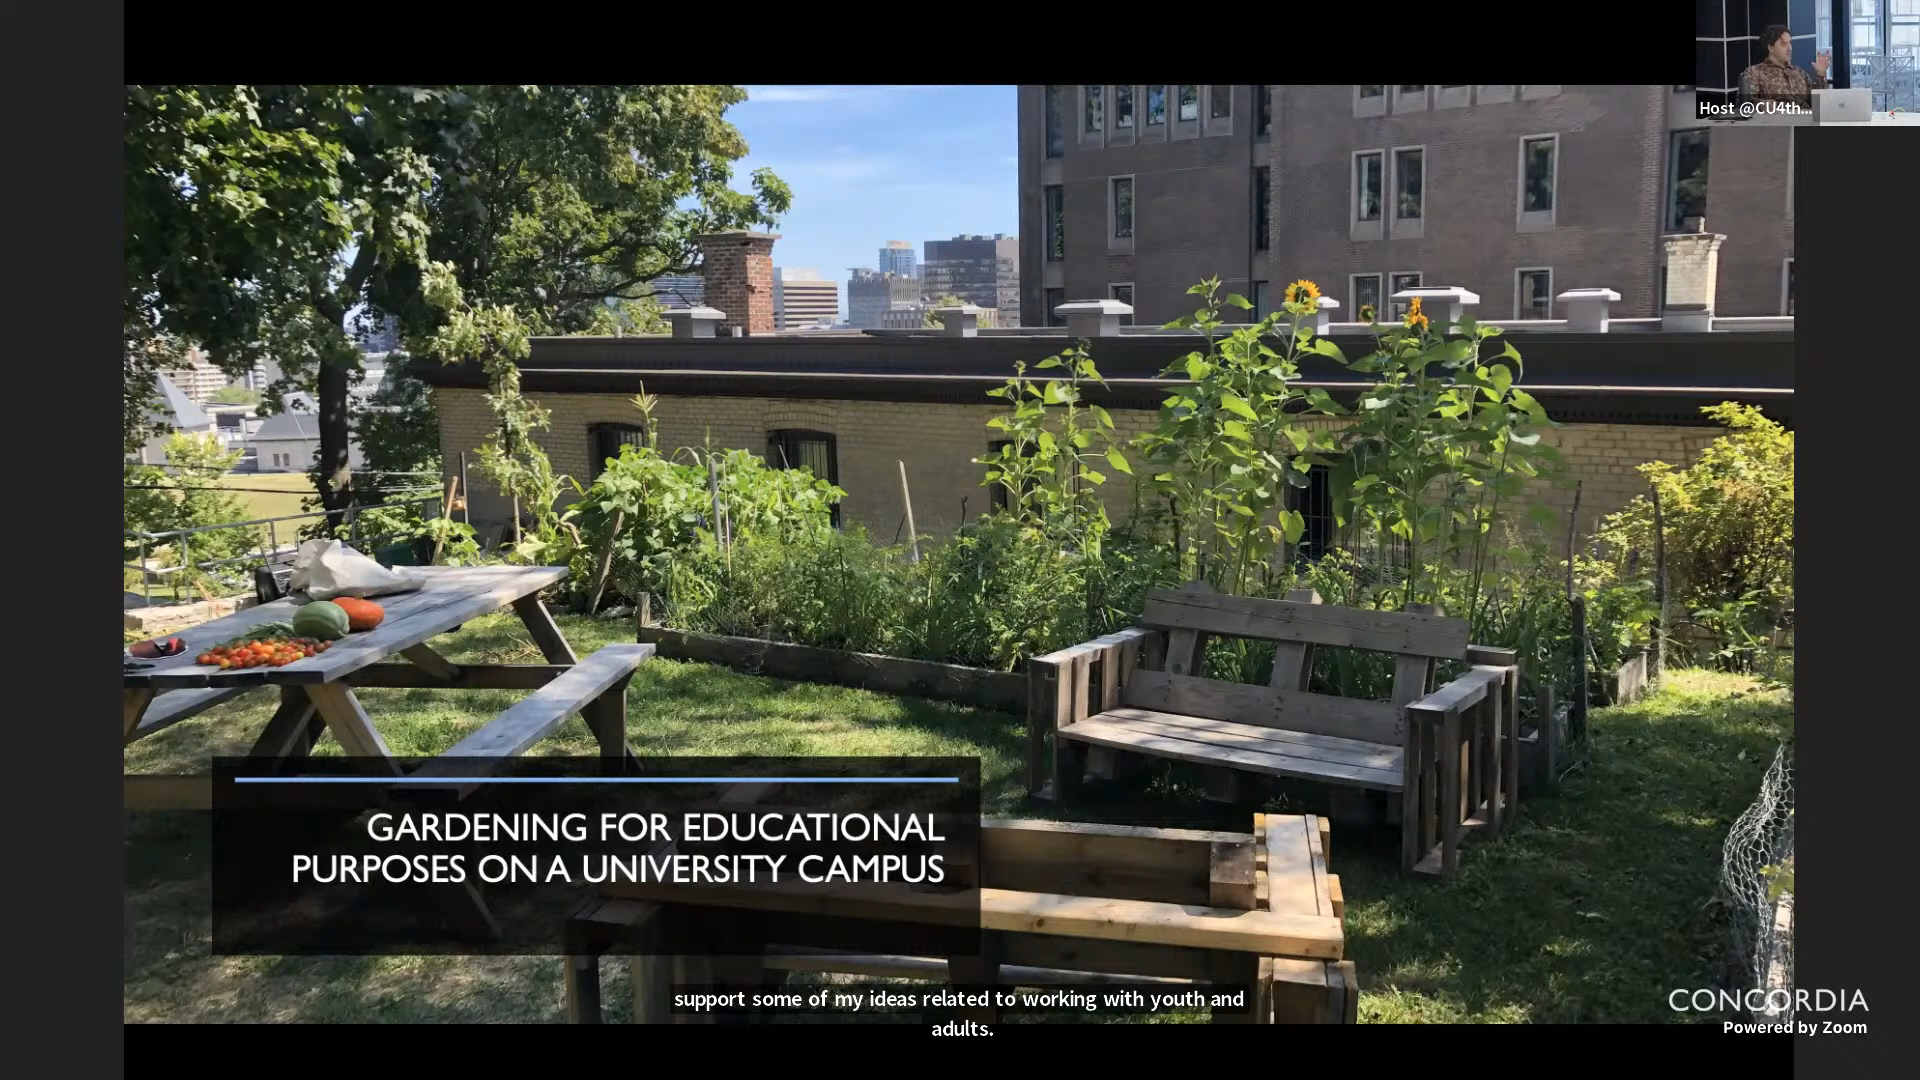 Host @CU4th...
GARDENING FOR EDUCATIONAL
PURPOSES ON A UNIVERSITY CAMPUS
support some of my ideas related to working with youth and
adults.
CONCORDIA
Powered by Zoom